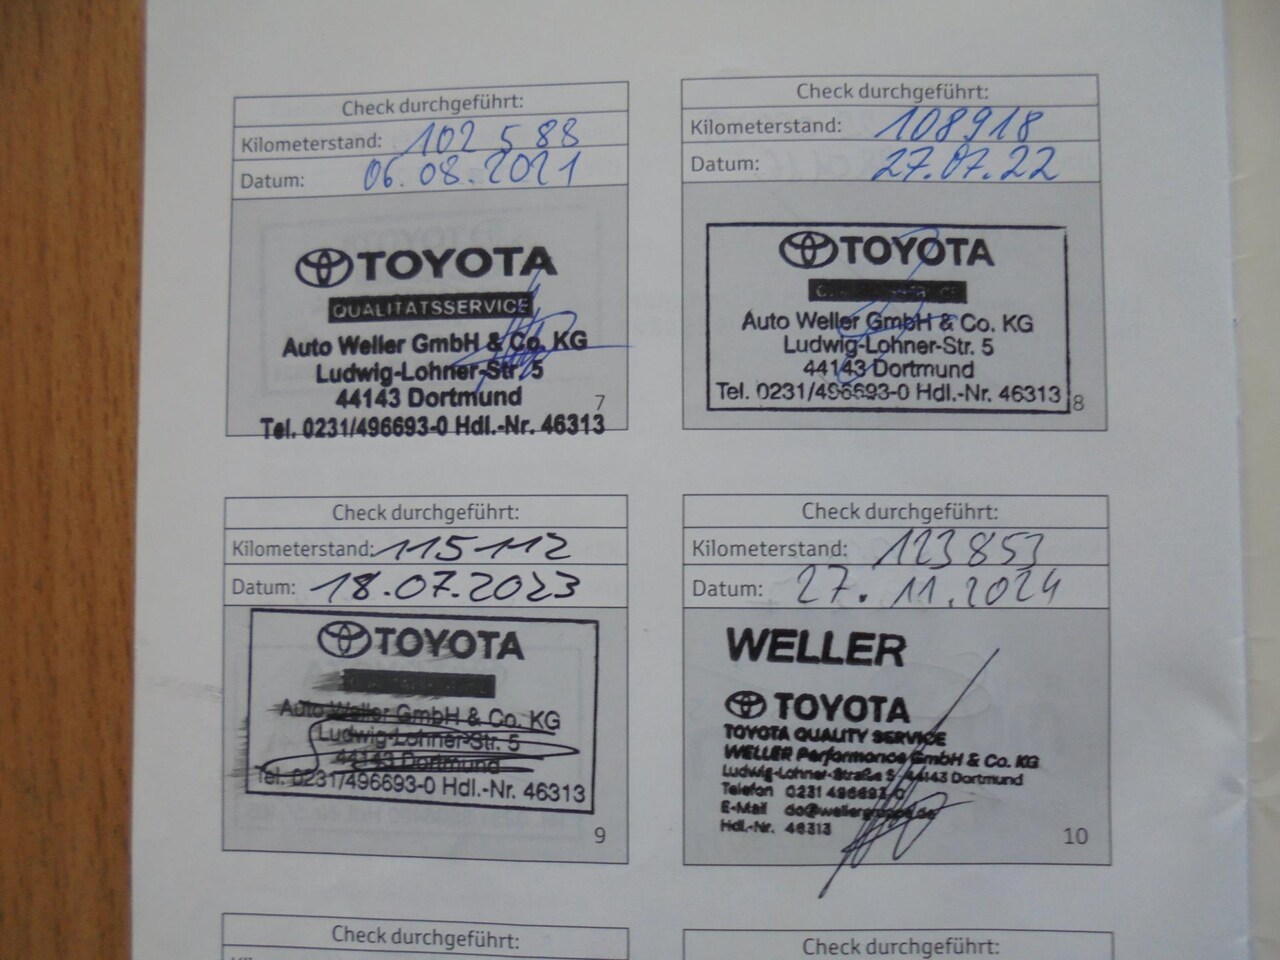 Check durchgeführt:
Kilometerstand: 102 588
Datum: 06.08.2021
TOYOTA
QUALITÄTSSERVICE
Auto Weller GmbH & Co. KG
Ludwig-Lohner-Str. 5
44143 Dortmund
7
Tel. 0231/496693-0 Hdl.-Nr. 46313
Check durchgeführt:
Kilometerstand: 108918
Datum: 27.07.22
TOYOTA
Auto Weller GmbH & Co. KG
Ludwig-Lohner-Str. 5
44143 Dortmund
Tel. 0231/496693-0 Hdl.-Nr. 46313
8
Check durchgeführt:
Kilometerstand: 115112
Datum: 18.07.2023
TOYOTA
Auto Weller GmbH & Co. KG
Ludwig-Lohner-Str. 5
44143 Dortmund
Tel. 0231/496693-0 Hdl.-Nr. 46313
9
Check durchgeführt:
Kilometerstand: 123853
Datum: 27.11.2024
WELLER
TOYOTA
TOYOTA QUALITY SERVICE
WELLER Performance GmbH & Co. KG
Ludwig-Lohner-Straße 5 44143 Dortmund
Telefon 0231 496693-0
E-Mail do@wellergruppe.de
Hdl.-Nr. 46313
10
Check durchgeführt:
Check durchgeführt: